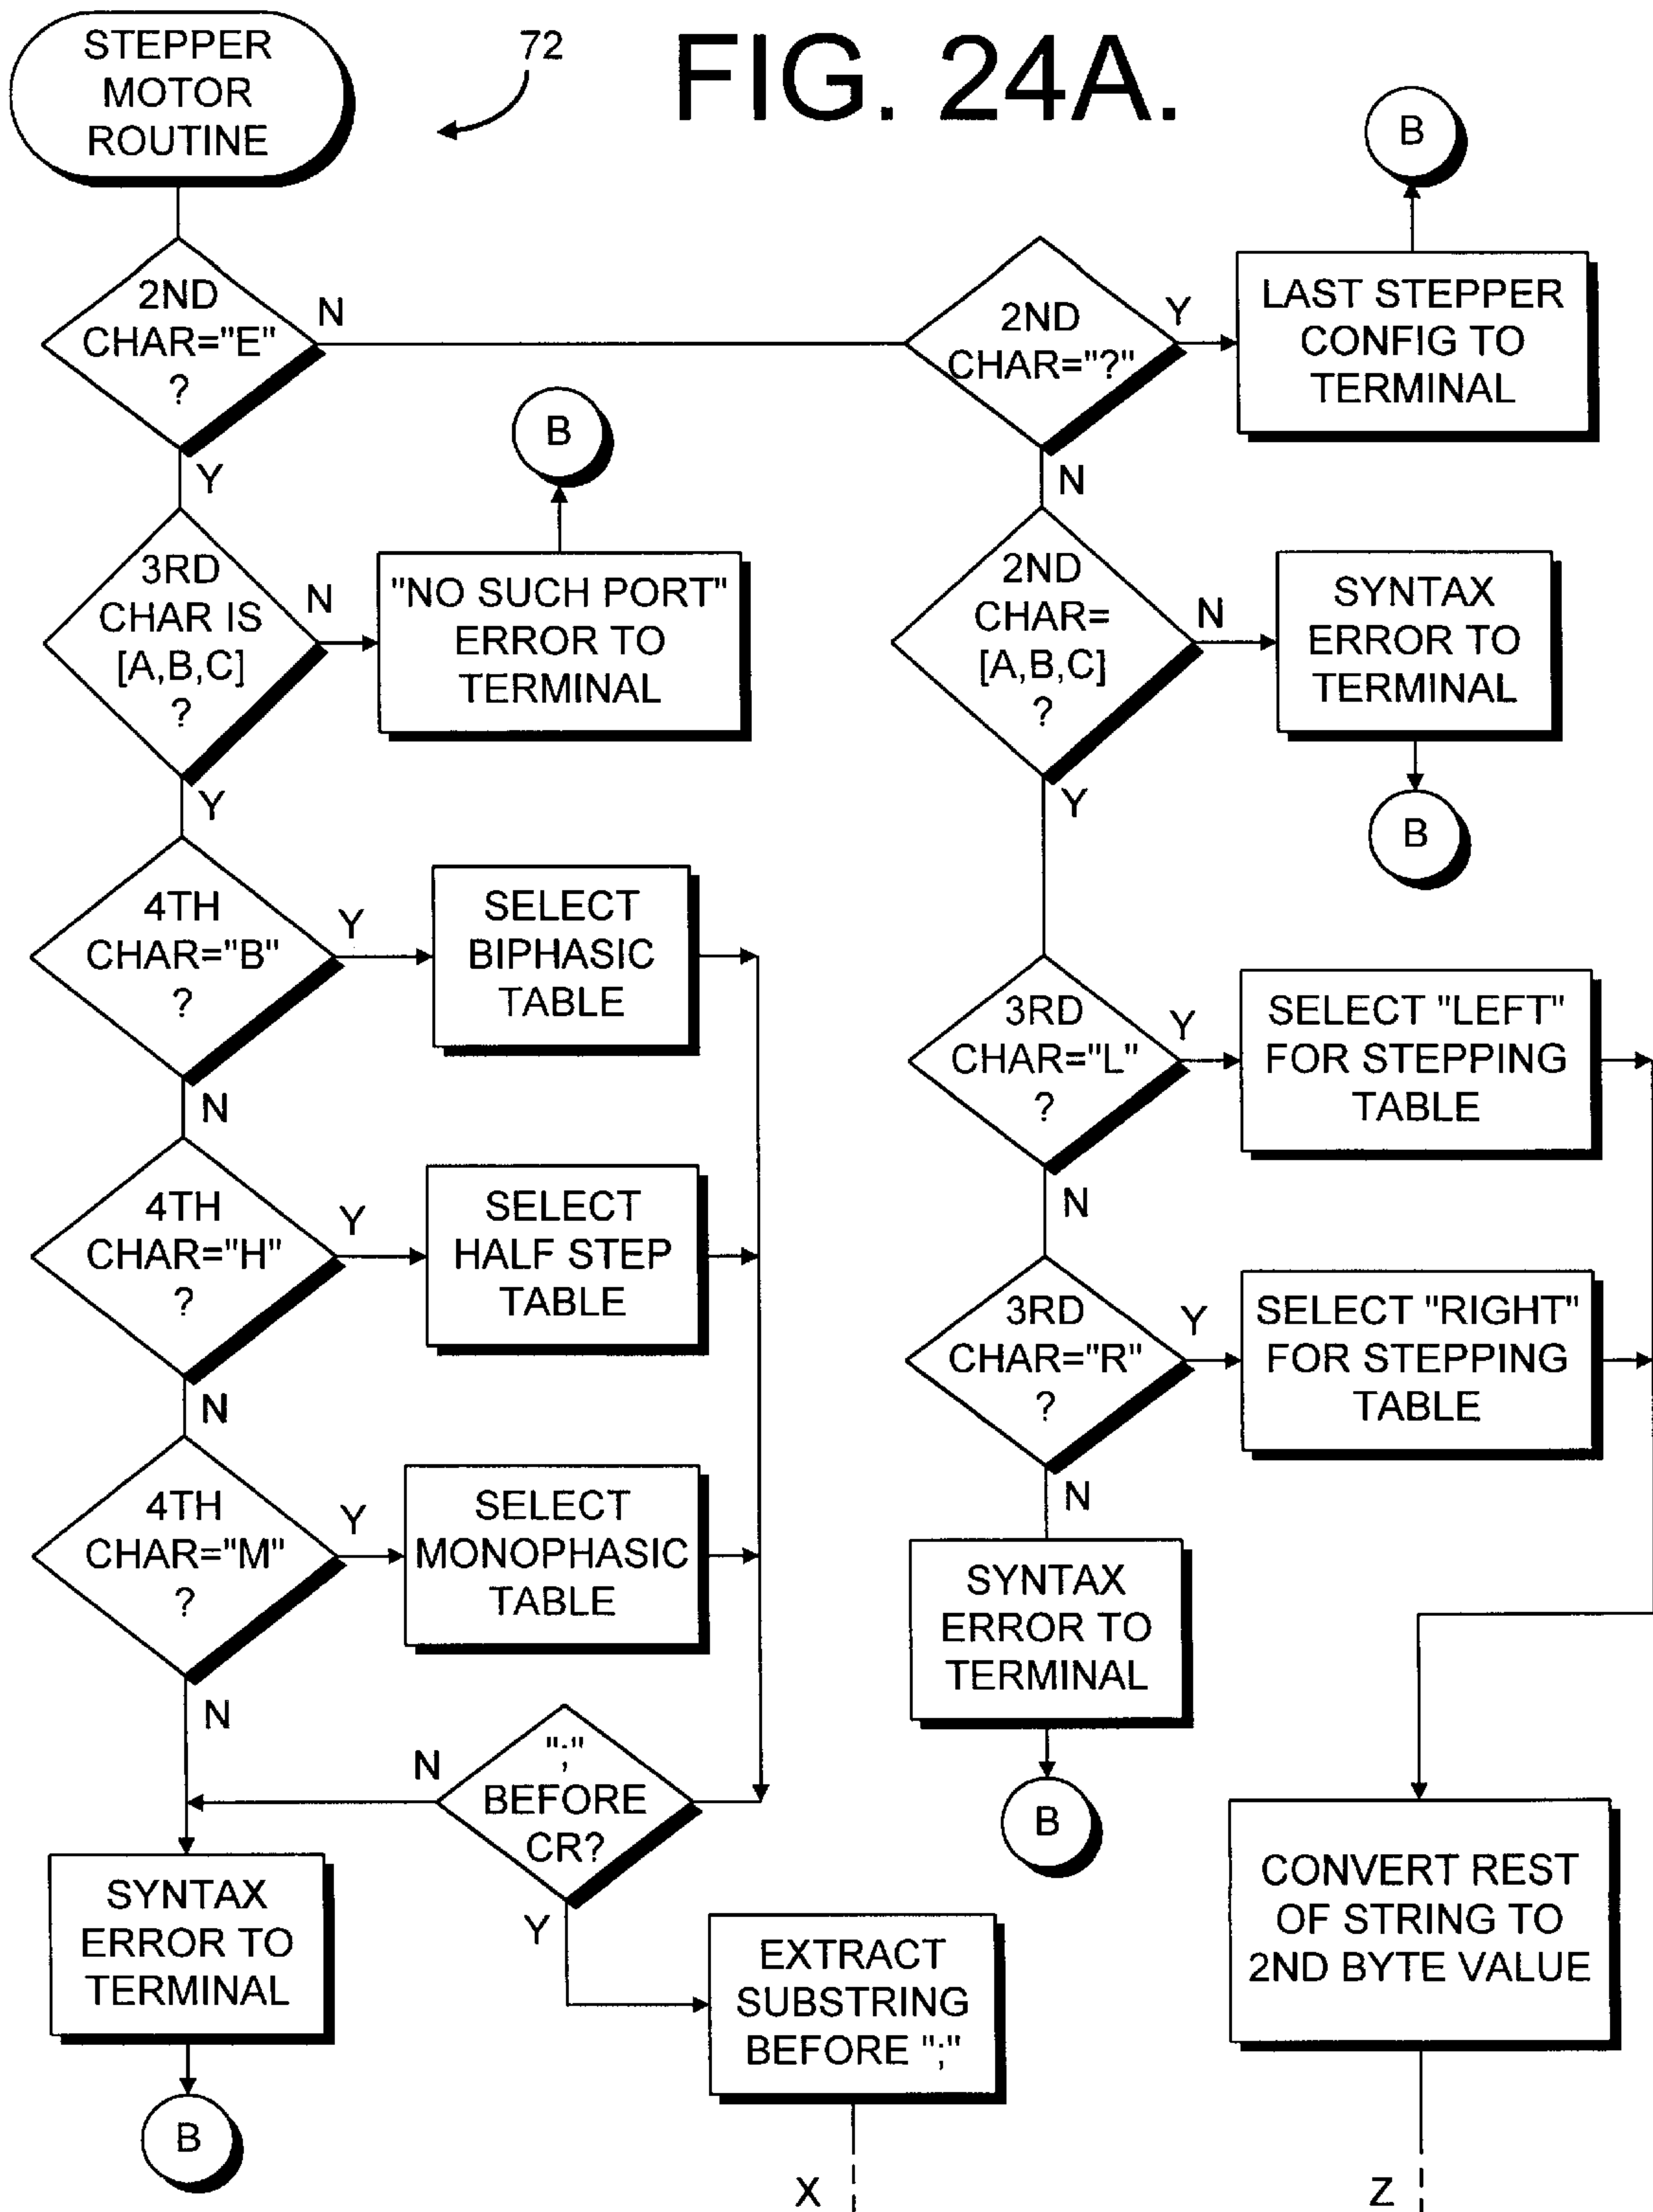 FIG. 24A.
72
STEPPER
MOTOR
ROUTINE
2ND
CHAR="E"
?
N
Y
3RD
CHAR IS
[A,B,C]
?
N
"NO SUCH PORT"
ERROR TO
TERMINAL
B
Y
4TH
CHAR="B"
?
Y
SELECT
BIPHASIC
TABLE
N
4TH
CHAR="H"
?
Y
SELECT
HALF STEP
TABLE
N
4TH
CHAR="M"
?
Y
SELECT
MONOPHASIC
TABLE
N
";"
BEFORE
CR?
N
Y
SYNTAX
ERROR TO
TERMINAL
B
EXTRACT
SUBSTRING
BEFORE ";"
X
2ND
CHAR="?"
Y
LAST STEPPER
CONFIG TO
TERMINAL
B
N
2ND
CHAR=
[A,B,C]
?
N
SYNTAX
ERROR TO
TERMINAL
B
Y
3RD
CHAR="L"
?
Y
SELECT "LEFT"
FOR STEPPING
TABLE
N
3RD
CHAR="R"
?
Y
SELECT "RIGHT"
FOR STEPPING
TABLE
N
SYNTAX
ERROR TO
TERMINAL
B
CONVERT REST
OF STRING TO
2ND BYTE VALUE
Z